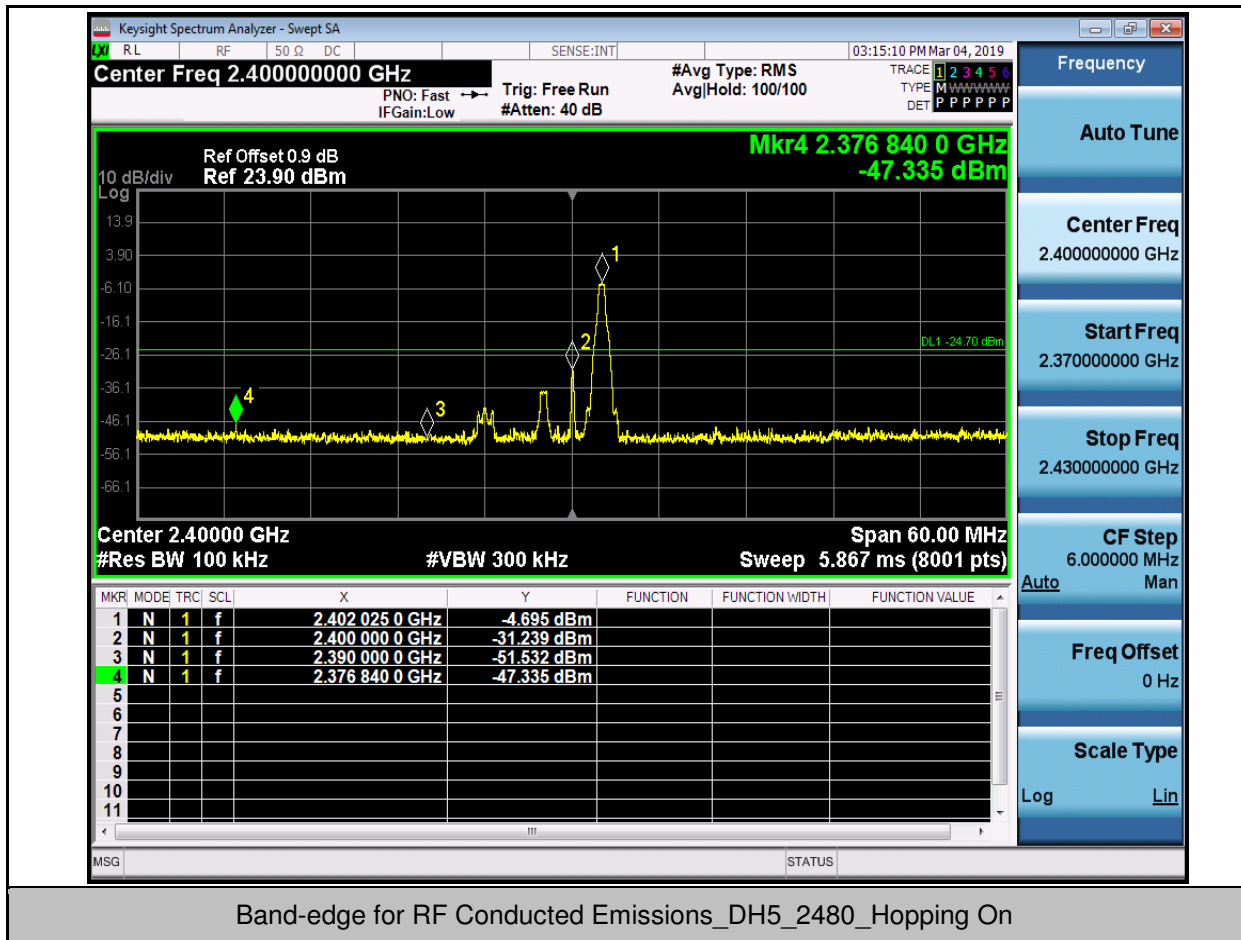 Keysight Spectrum Analyzer - Swept SA
LXI RL RF 50 Ω DC SENSE:INT 03:15:10 PM Mar 04, 2019
Center Freq 2.400000000 GHz
PNO: Fast
IFGain:Low
Trig: Free Run
#Atten: 40 dB
#Avg Type: RMS
Avg|Hold: 100/100
TRACE 1 2 3 4 5 6
TYPE M W W W W W
DET P P P P P P
Frequency
Auto Tune
Center Freq
2.400000000 GHz
Start Freq
2.370000000 GHz
Stop Freq
2.430000000 GHz
CF Step
6.000000 MHz
Auto Man
Freq Offset
0 Hz
Scale Type
Log Lin
Mkr4 2.376 840 0 GHz
-47.335 dBm
Ref Offset 0.9 dB
10 dB/div Ref 23.90 dBm
Log
13.9
3.90
-6.10
-16.1
-26.1
-36.1
-46.1
-56.1
-66.1
1
2
3
4
DL1 -24.70 dBm
Center 2.40000 GHz Span 60.00 MHz
#Res BW 100 kHz #VBW 300 kHz Sweep 5.867 ms (8001 pts)
MKR MODE TRC SCL X Y FUNCTION FUNCTION WIDTH FUNCTION VALUE
1 N 1 f 2.402 025 0 GHz -4.695 dBm
2 N 1 f 2.400 000 0 GHz -31.239 dBm
3 N 1 f 2.390 000 0 GHz -51.532 dBm
4 N 1 f 2.376 840 0 GHz -47.335 dBm
5
6
7
8
9
10
11
MSG STATUS
Band-edge for RF Conducted Emissions_DH5_2480_Hopping On